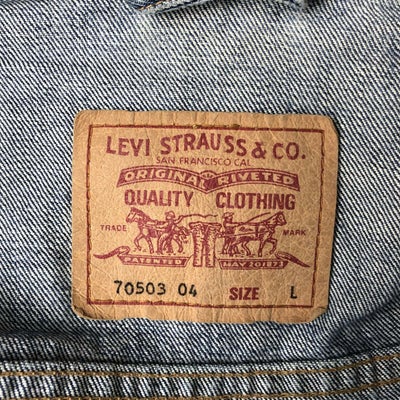 LEVI STRAUSS & CO.
SAN FRANCISCO CAL.
ORIGINAL RIVETED
QUALITY CLOTHING
TRADE MARK
PATENTED MAY 20 1873
70503 04 SIZE L